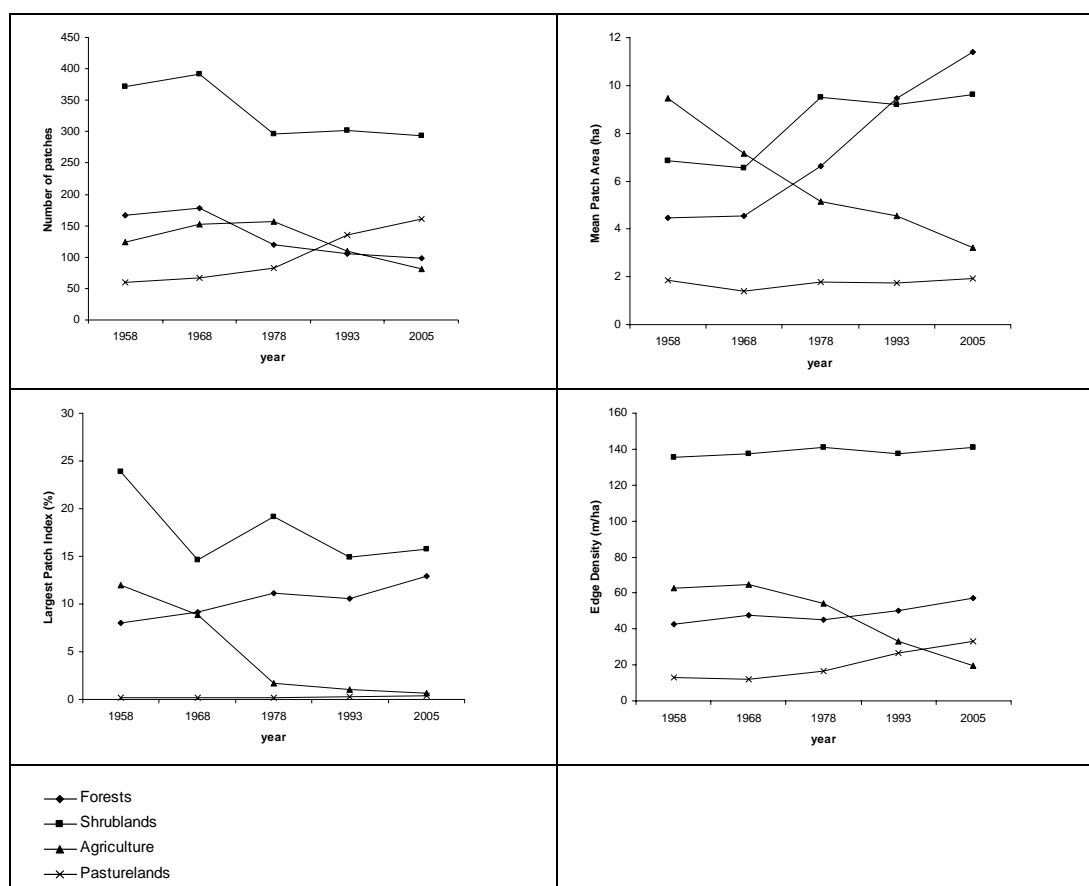 450
400
350
300
250
200
150
100
50
0
Number of patches
1958 1968 1978 1993 2005
year
12
10
8
6
4
2
0
Mean Patch Area (ha)
1958 1968 1978 1993 2005
year
30
25
20
15
10
5
0
Largest Patch Index (%)
1958 1968 1978 1993 2005
year
160
140
120
100
80
60
40
20
0
Edge Density (m/ha)
1958 1968 1978 1993 2005
year
Forests
Shrublands
Agriculture
Pasturelands